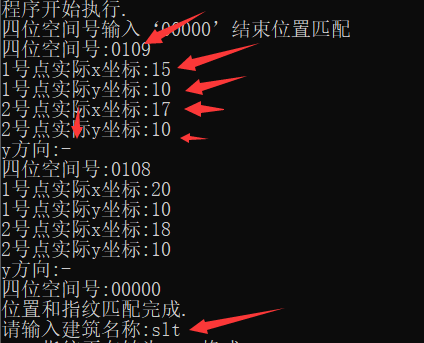 程序开始执行.
四位空间号输入‘00000’结束位置匹配
四位空间号:0109
1号点实际x坐标:15
1号点实际y坐标:10
2号点实际x坐标:17
2号点实际y坐标:10
y方向:-
四位空间号:0108
1号点实际x坐标:20
1号点实际y坐标:10
2号点实际x坐标:18
2号点实际y坐标:10
y方向:-
四位空间号:00000
位置和指纹匹配完成.
请输入建筑名称:slt